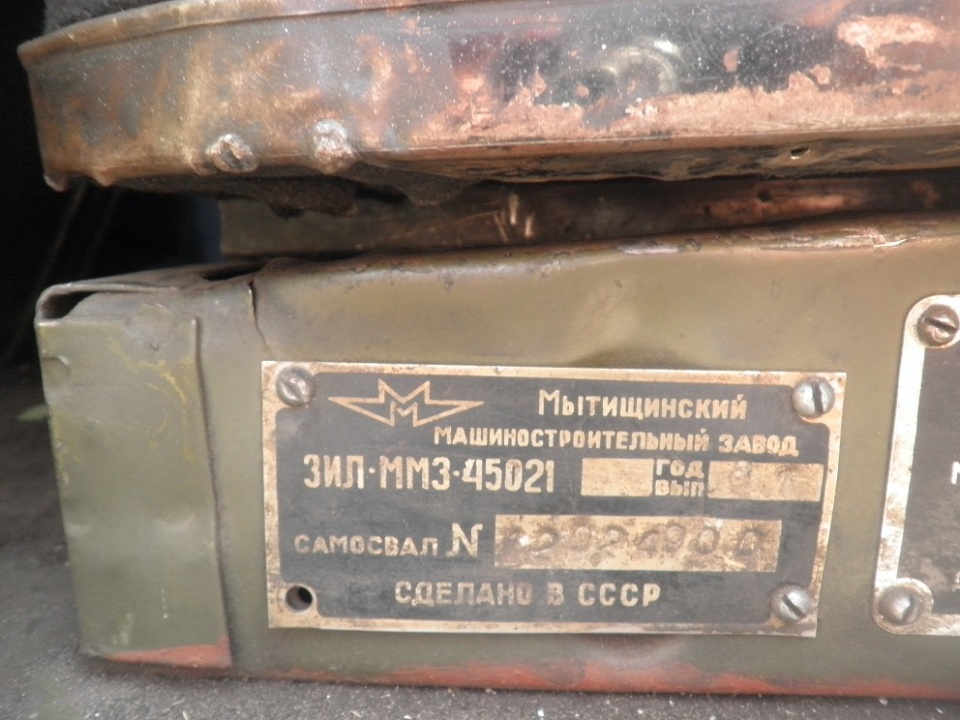 Мытищинский
машиностроительный завод
ЗИЛ·ММЗ·45021
год
вып
самосвал N
сделано в СССР